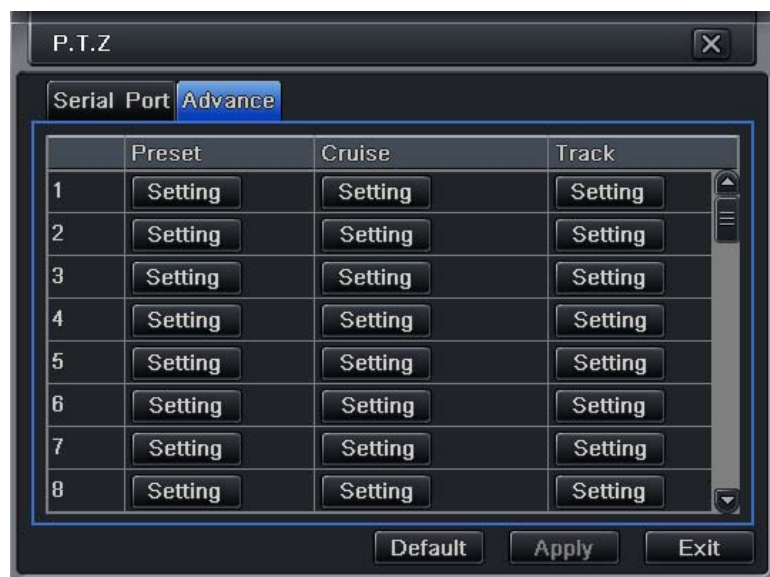 P.T.Z
Serial Port Advance
Preset Cruise Track
1 Setting Setting Setting
2 Setting Setting Setting
3 Setting Setting Setting
4 Setting Setting Setting
5 Setting Setting Setting
6 Setting Setting Setting
7 Setting Setting Setting
8 Setting Setting Setting
Default Apply Exit